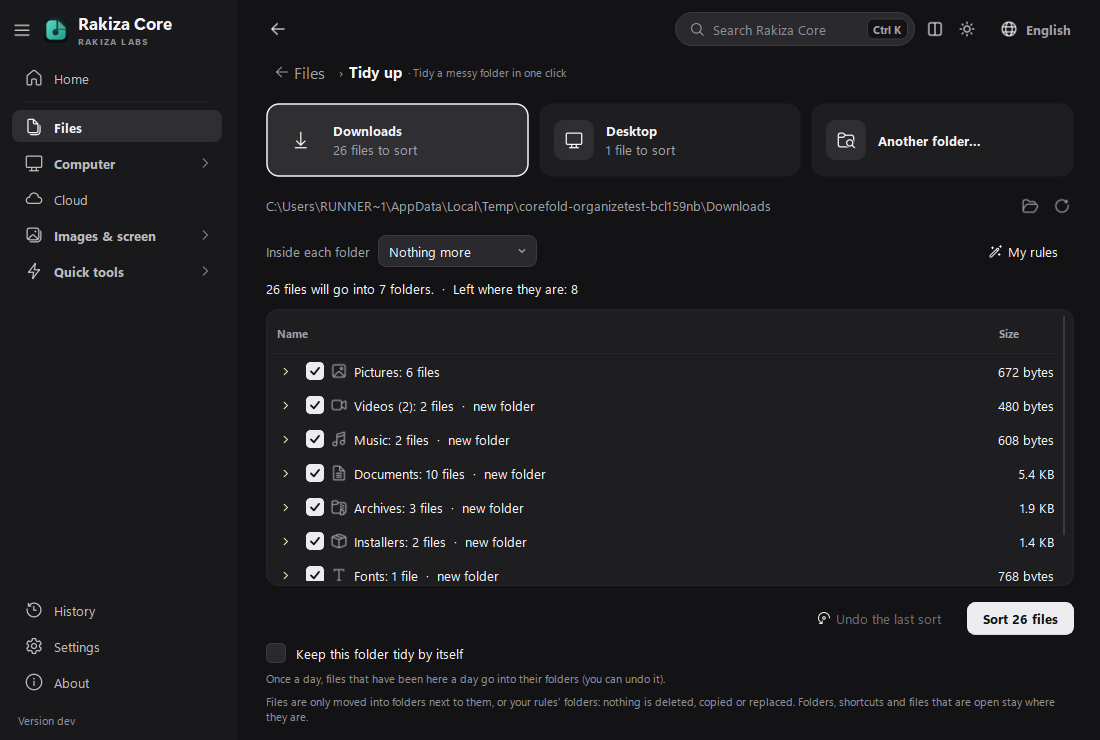 Rakiza Core
RAKIZA LABS
Search Rakiza Core
Ctrl K
English
Home
Files
Computer
Cloud
Images & screen
Quick tools
History
Settings
About
Version dev
Files › Tidy up · Tidy a messy folder in one click
Downloads
26 files to sort
Desktop
1 file to sort
Another folder...
C:\Users\RUNNER~1\AppData\Local\Temp\corefold-organizetest-bcl159nb\Downloads
Inside each folder
Nothing more
My rules
26 files will go into 7 folders. · Left where they are: 8
Name Size
Pictures: 6 files 672 bytes
Videos (2): 2 files · new folder 480 bytes
Music: 2 files · new folder 608 bytes
Documents: 10 files · new folder 5.4 KB
Archives: 3 files · new folder 1.9 KB
Installers: 2 files · new folder 1.4 KB
Fonts: 1 file · new folder 768 bytes
Undo the last sort
Sort 26 files
Keep this folder tidy by itself
Once a day, files that have been here a day go into their folders (you can undo it).
Files are only moved into folders next to them, or your rules' folders: nothing is deleted, copied or replaced. Folders, shortcuts and files that are open stay where
they are.